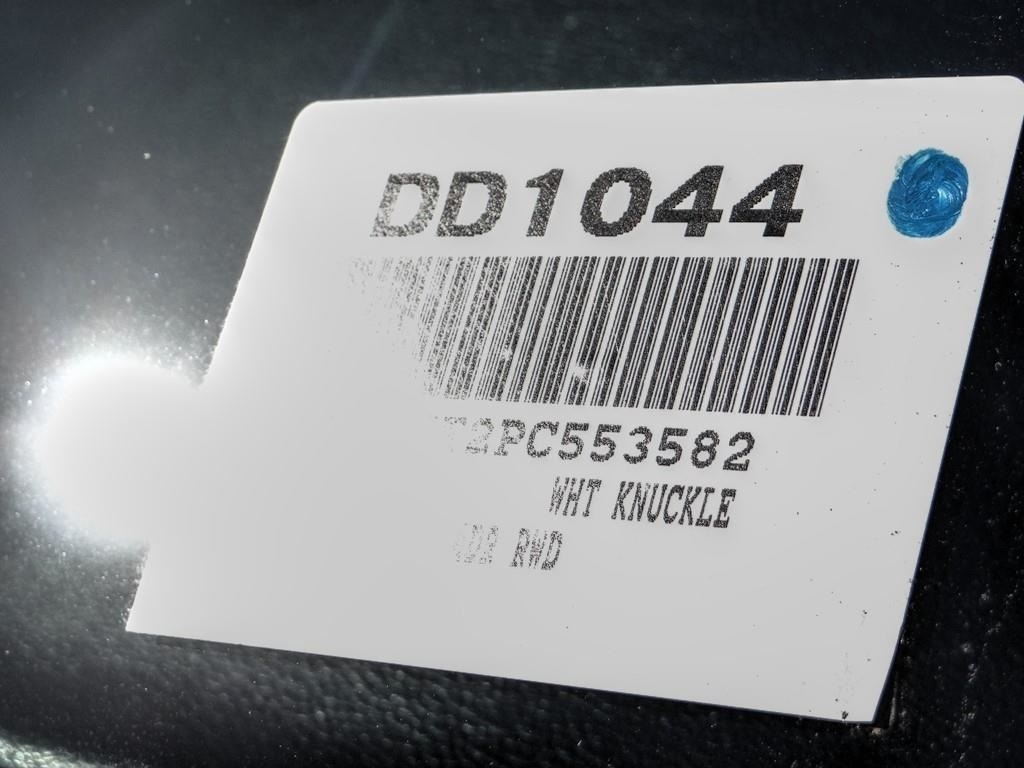 DD1044
2PC553582
WHT KNUCKLE
RWD